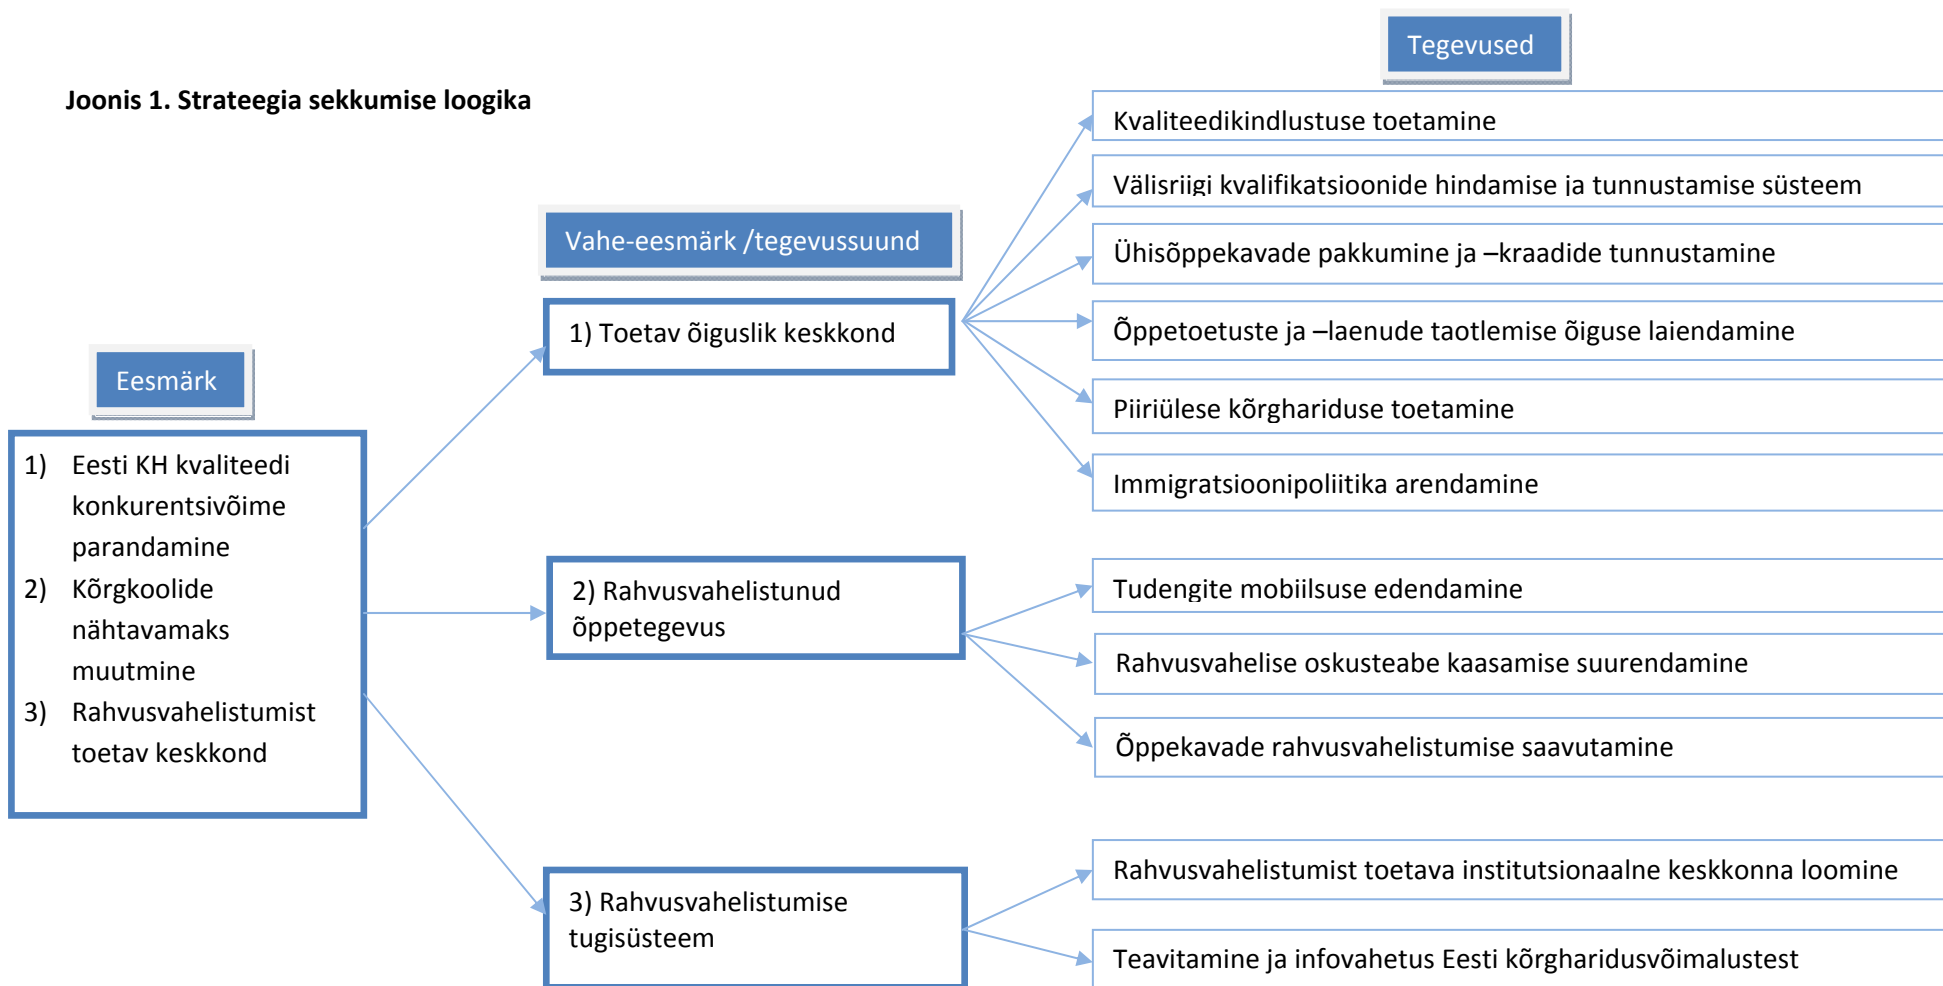 Joonis 1. Strateegia sekkumise loogika
Eesmärk
1) Eesti KH kvaliteedi
konkurentsivõime
parandamine
2) Kõrgkoolide
nähtavamaks
muutmine
3) Rahvusvahelistumist
toetav keskkond
Vahe-eesmärk /tegevussuund
1) Toetav õiguslik keskkond
2) Rahvusvahelistunud
õppetegevus
3) Rahvusvahelistumise
tugisüsteem
Tegevused
Kvaliteedikindlustuse toetamine
Välisriigi kvalifikatsioonide hindamise ja tunnustamise süsteem
Ühisõppekavade pakkumine ja –kraadide tunnustamine
Õppetoetuste ja –laenude taotlemise õiguse laiendamine
Piiriülese kõrghariduse toetamine
Immigratsioonipoliitika arendamine
Tudengite mobiilsuse edendamine
Rahvusvahelise oskusteabe kaasamise suurendamine
Õppekavade rahvusvahelistumise saavutamine
Rahvusvahelistumist toetava institutsionaalne keskkonna loomine
Teavitamine ja infovahetus Eesti kõrgharidusvõimalustest